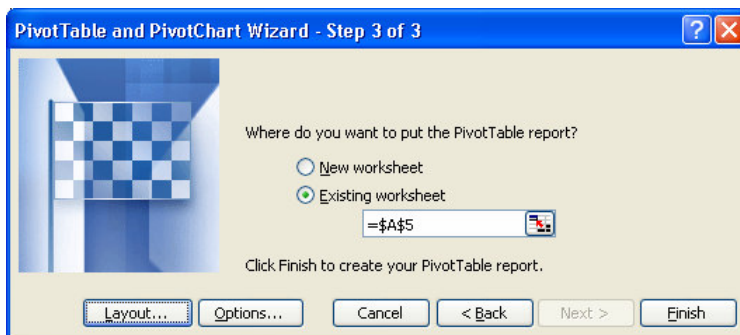 PivotTable and PivotChart Wizard - Step 3 of 3
Where do you want to put the PivotTable report?
New worksheet
Existing worksheet
=$A$5
Click Finish to create your PivotTable report.
Layout... Options... Cancel < Back Next > Finish